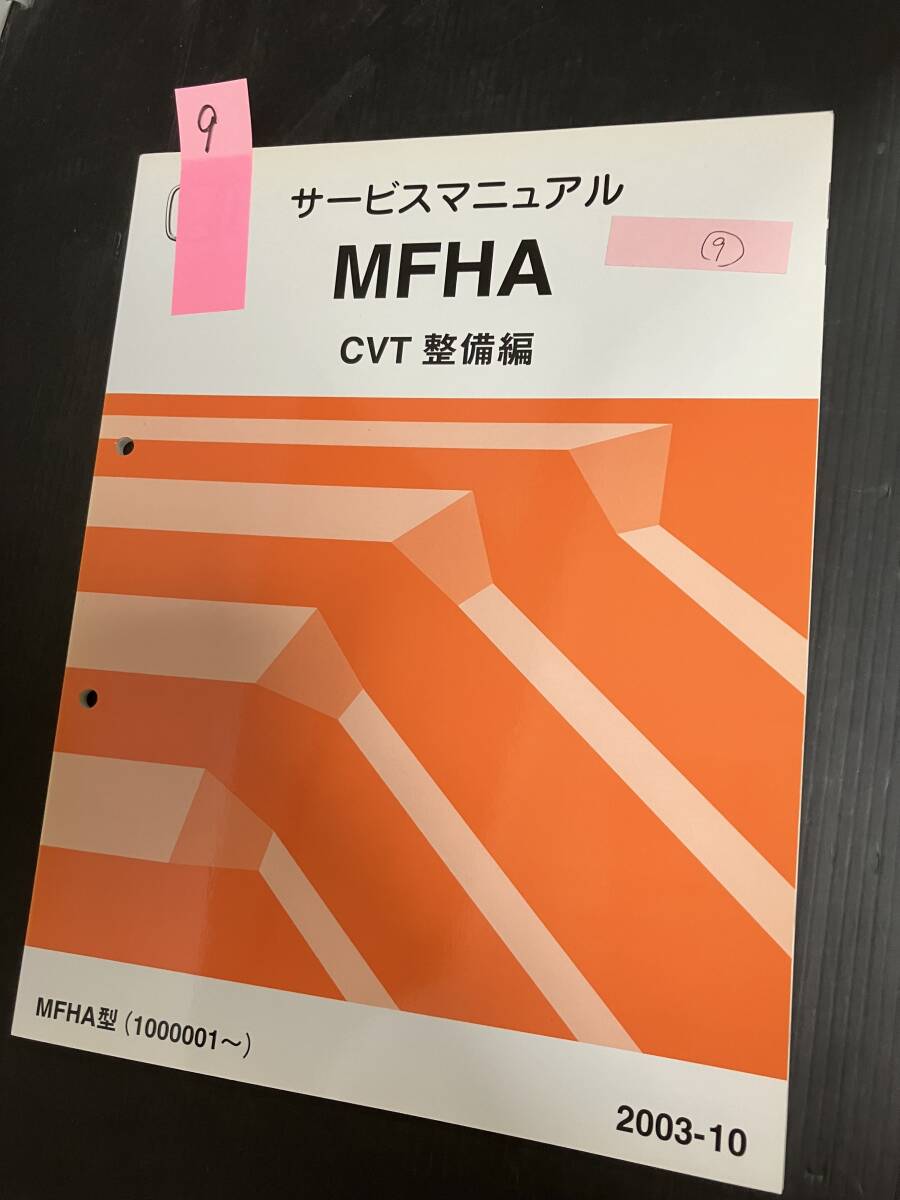 9
サービスマニュアル
MFHA
9
CVT 整備編
MFHA型 (1000001～)
2003-10